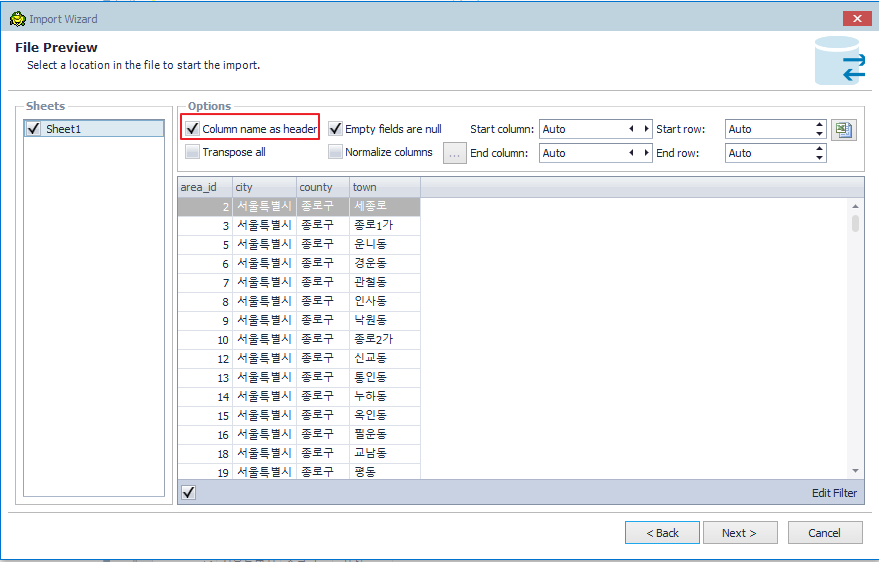 Import Wizard
File Preview
Select a location in the file to start the import.
Sheets
Sheet1
Options
Column name as header
Empty fields are null
Start column:
Auto
Start row:
Auto
Transpose all
Normalize columns
...
End column:
Auto
End row:
Auto
area_id city county town
2 서울특별시 종로구 세종로
3 서울특별시 종로구 종로1가
5 서울특별시 종로구 운니동
6 서울특별시 종로구 경운동
7 서울특별시 종로구 관철동
8 서울특별시 종로구 인사동
9 서울특별시 종로구 낙원동
10 서울특별시 종로구 종로2가
12 서울특별시 종로구 신교동
13 서울특별시 종로구 통인동
14 서울특별시 종로구 누하동
15 서울특별시 종로구 옥인동
16 서울특별시 종로구 필운동
18 서울특별시 종로구 교남동
19 서울특별시 종로구 평동
Edit Filter
< Back
Next >
Cancel